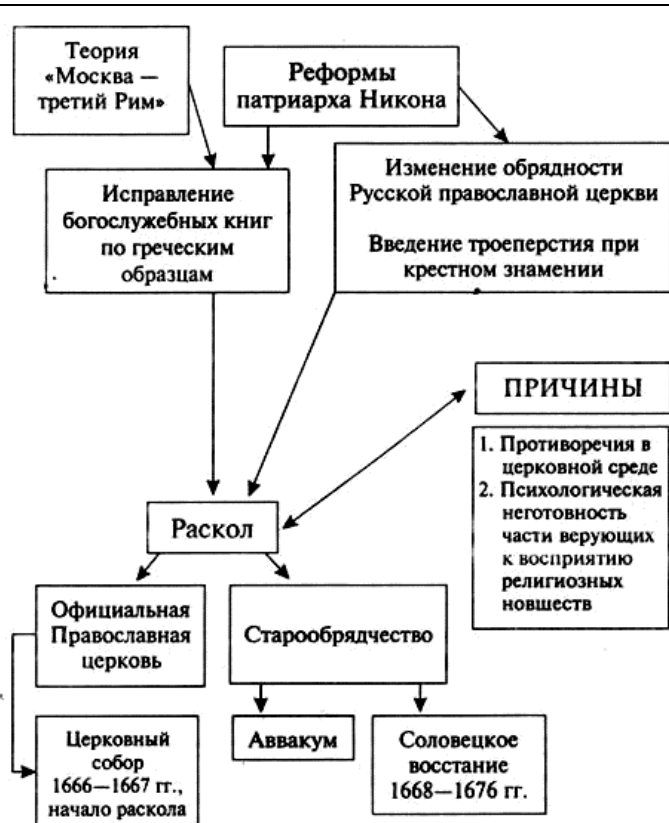 Теория
«Москва —
третий Рим»
Реформы
патриарха Никона
Исправление
богослужебных книг
по греческим
образцам
Изменение обрядности
Русской православной церкви
Введение троеперстия при
крестном знамении
ПРИЧИНЫ
1. Противоречия в
церковной среде
2. Психологическая
неготовность
части верующих
к восприятию
религиозных
новшеств
Раскол
Официальная
Православная
церковь
Старообрядчество
Церковный
собор
1666—1667 гг.,
начало раскола
Аввакум
Соловецкое
восстание
1668—1676 гг.